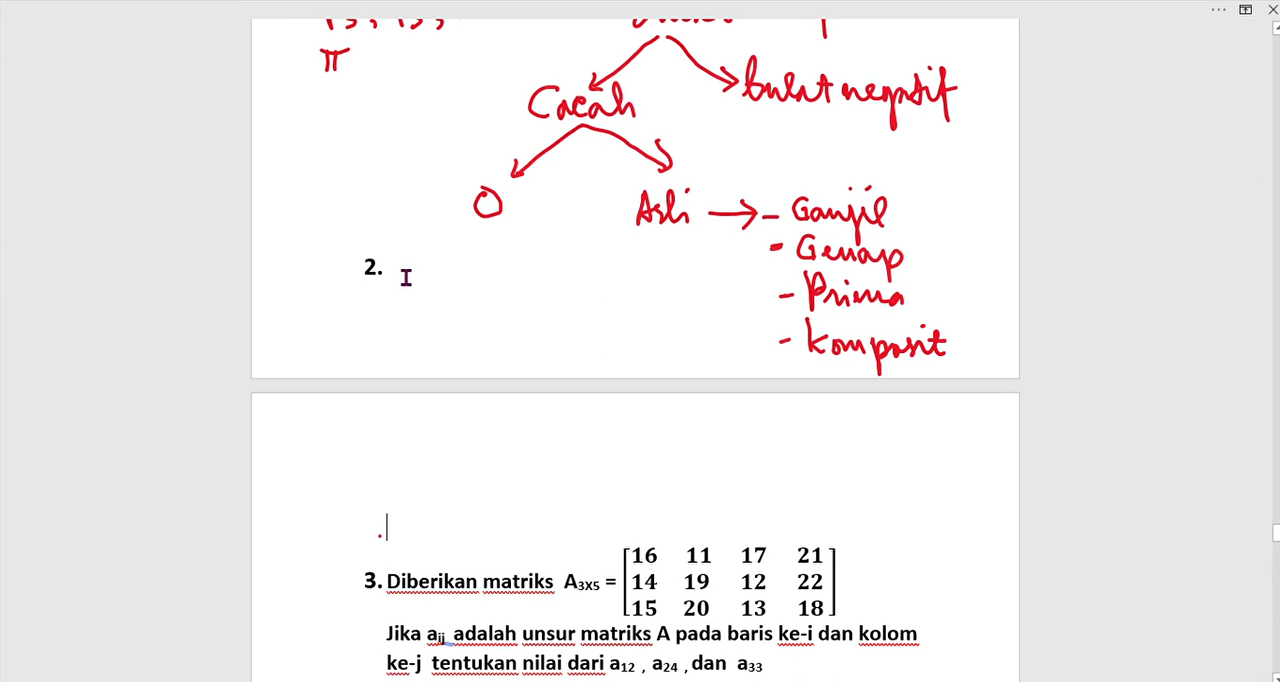 π
Cacah
bulat negatif
0
Asli → - Ganjil
- Genap
- Prima
- Komposit
2.
.
3. Diberikan matriks A3X5 = [16 11 17 21
14 19 12 22
15 20 13 18]
Jika aij adalah unsur matriks A pada baris ke-i dan kolom
ke-j tentukan nilai dari a12 , a24 , dan a33